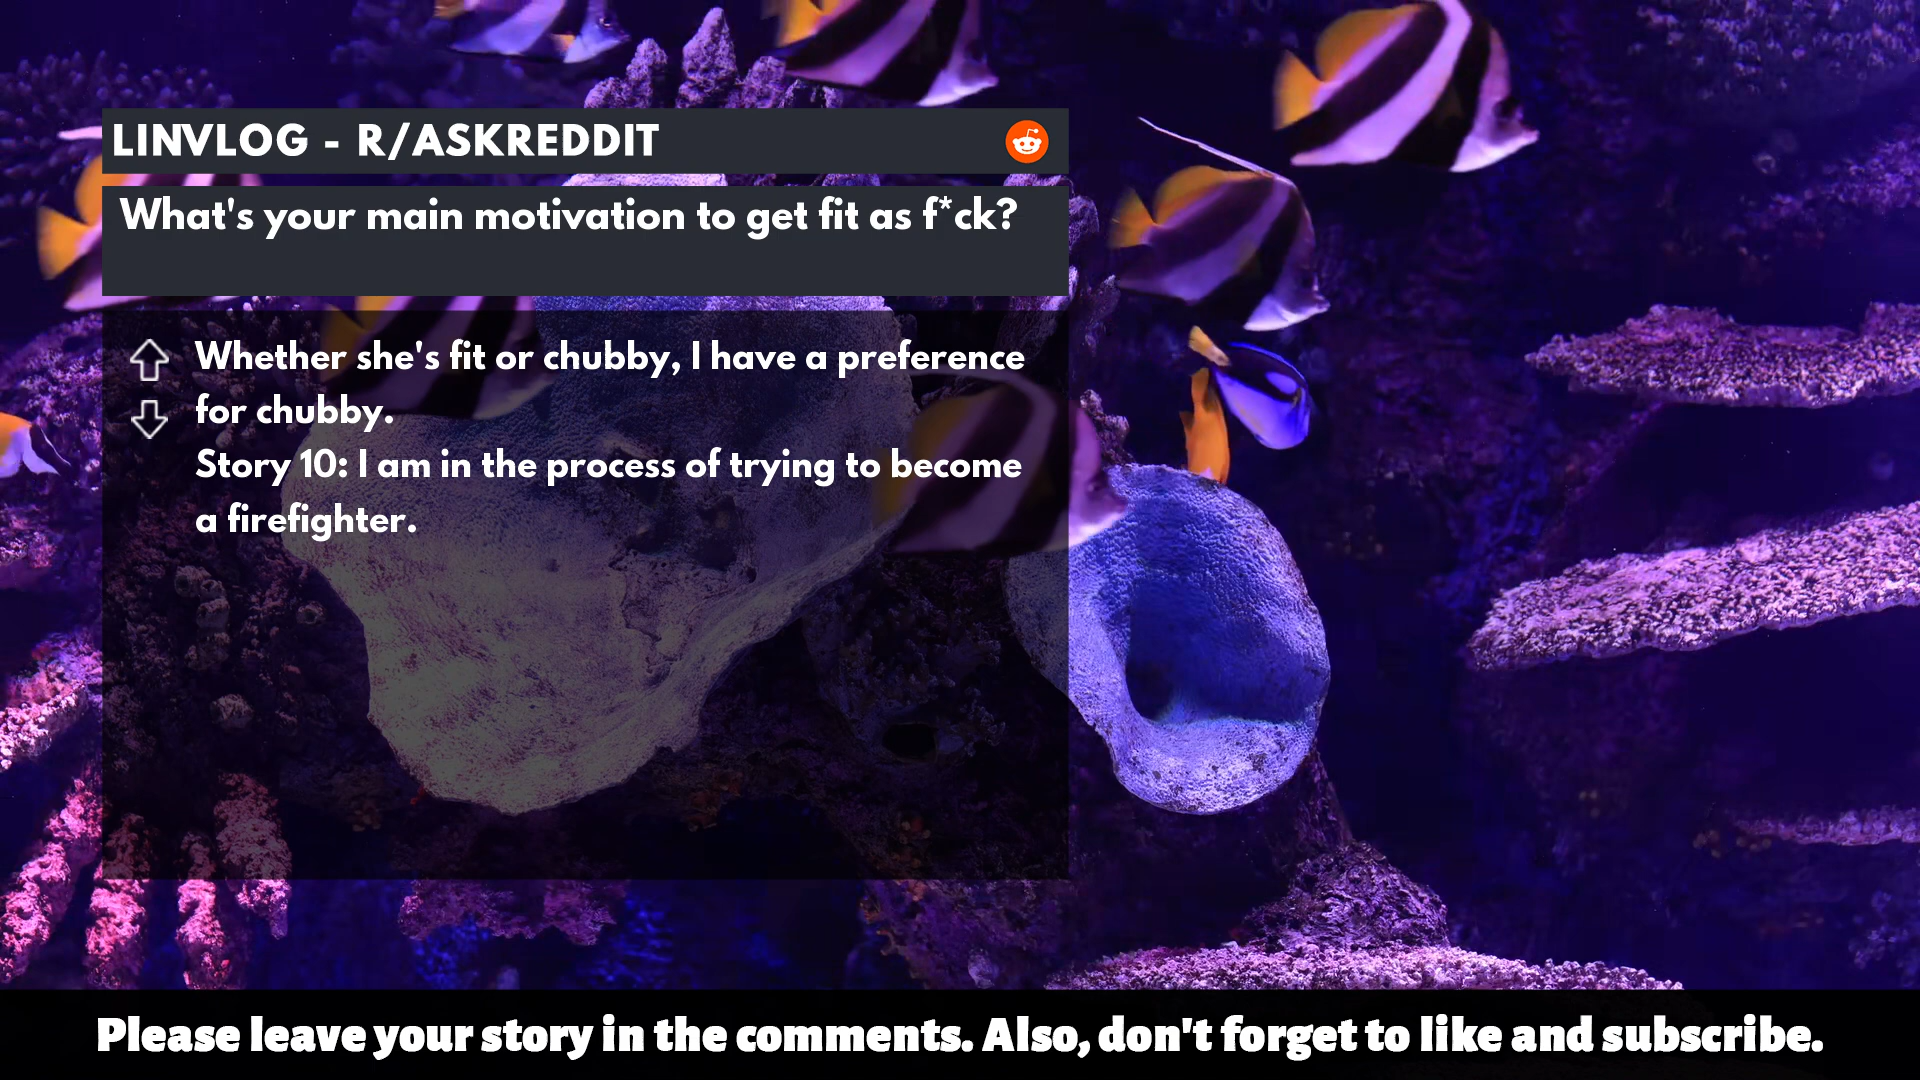 LINVLOG - R/ASKREDDIT
What's your main motivation to get fit as f*ck?
Whether she's fit or chubby, I have a preference
for chubby.
Story 10: I am in the process of trying to become
a firefighter.
Please leave your story in the comments. Also, don't forget to like and subscribe.